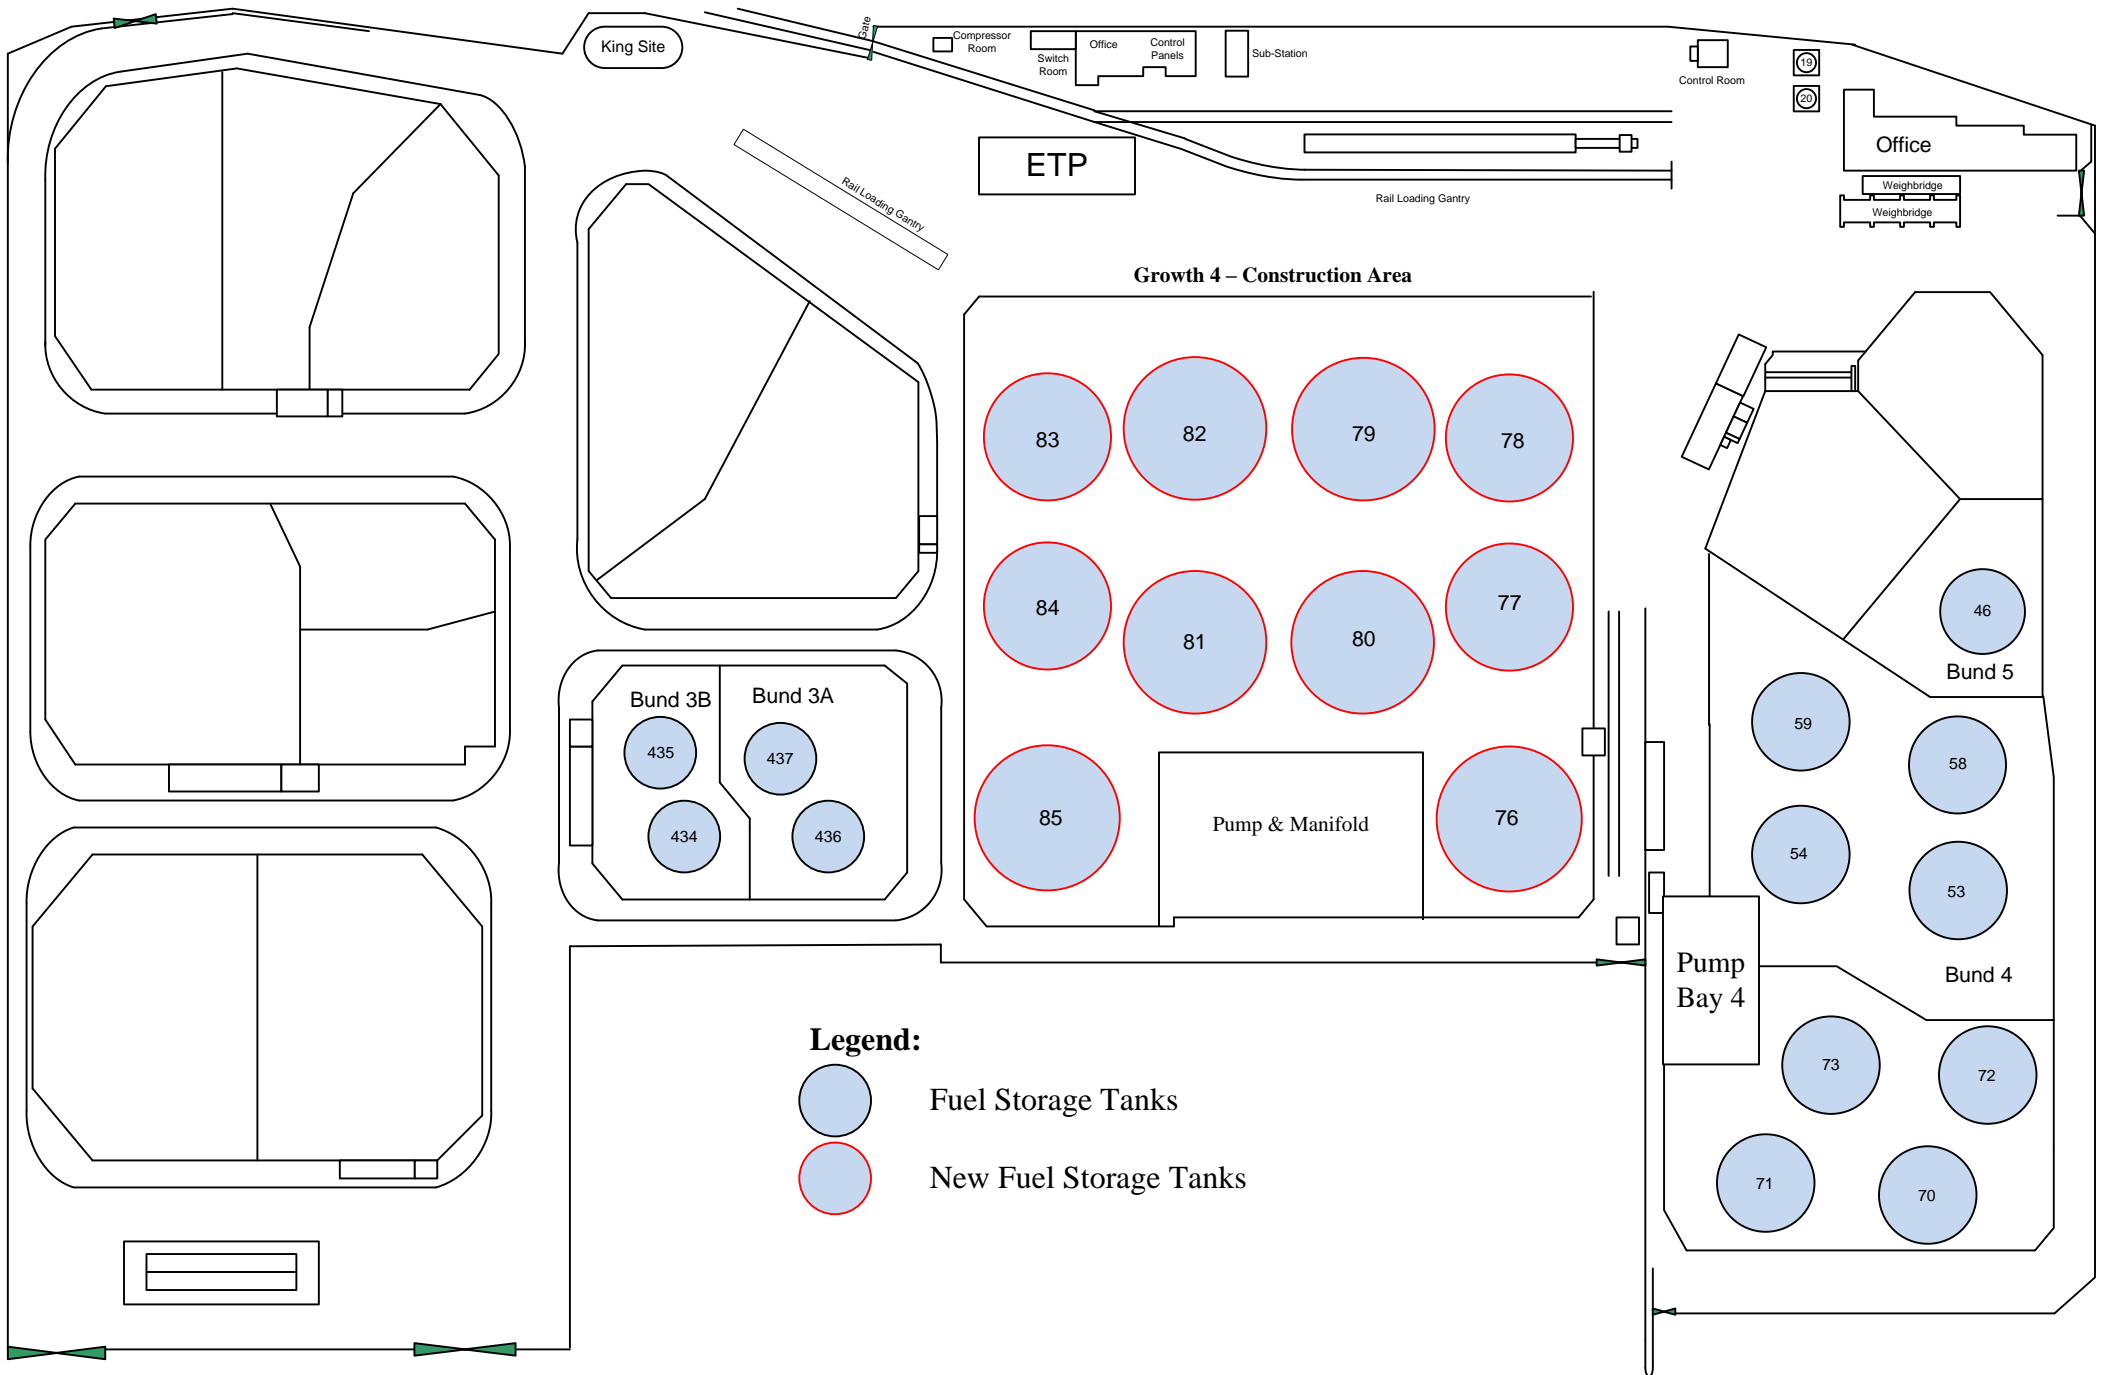 King Site
Gate
Compressor
Room
Switch
Room
Office
Control
Panels
Sub-Station
Control Room
19
20
Office
Weighbridge
Weighbridge
ETP
Rail Loading Gantry
Rail Loading Gantry
Growth 4 – Construction Area
83
82
79
78
84
81
80
77
85
76
Pump & Manifold
46
Bund 5
59
58
54
53
Bund 4
Pump
Bay 4
73
72
71
70
Bund 3B
Bund 3A
435
437
434
436
Legend:
Fuel Storage Tanks
New Fuel Storage Tanks